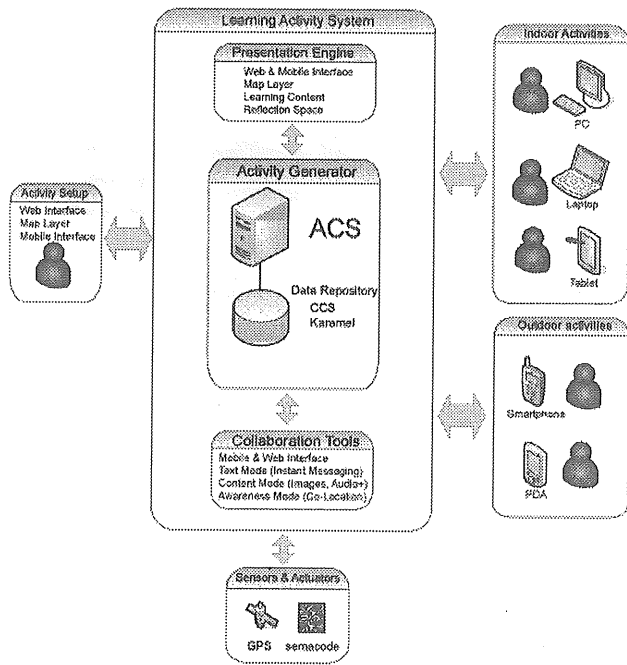 Learning Activity System
Presentation Engine
Web & Mobile Interface
Map Layer
Learning Content
Reflection Space
Activity Generator
ACS
Data Repository
CCS
Karamel
Collaboration Tools
Mobile & Web Interface
Text Mode (Instant Messaging)
Content Mode (Images, Audio+)
Awareness Mode (Co-Location)
Activity Setup
Web Interface
Map Layer
Mobile Interface
Indoor Activities
PC
Laptop
Tablet
Outdoor activities
Smartphone
PDA
Sensors & Actuators
GPS semacode